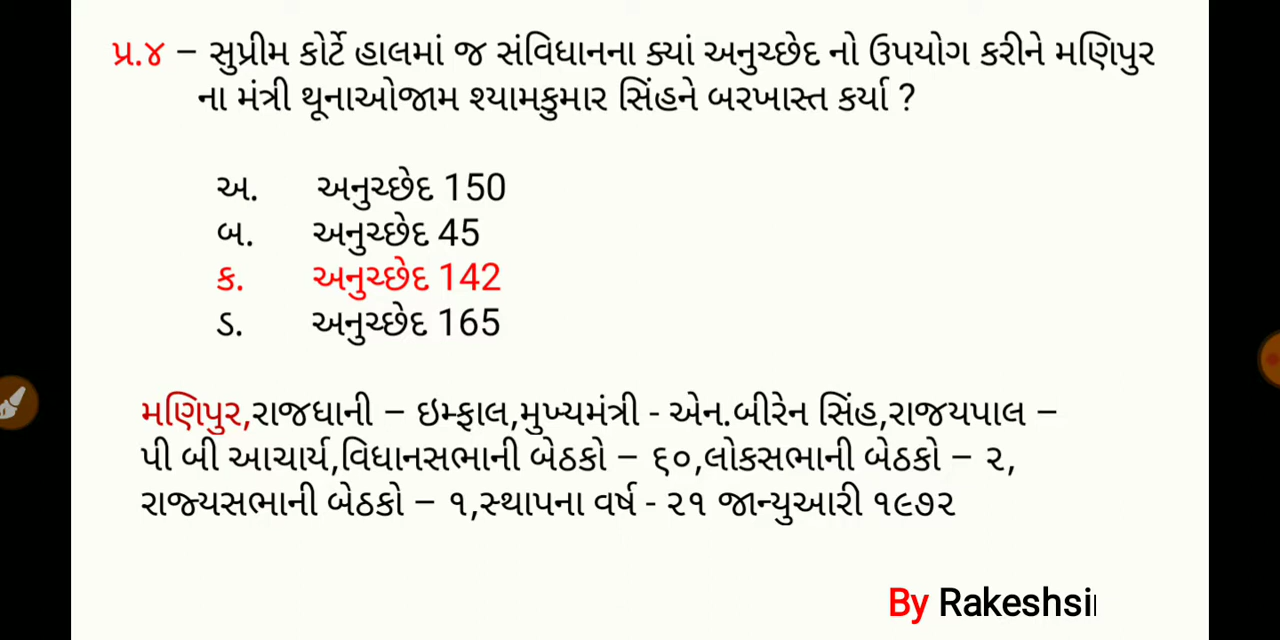 પ્ર.૪ – સુપ્રીમ કોર્ટે હાલમાં જ સંવિધાનના ક્યાં અનુચ્છેદ નો ઉપયોગ કરીને મણિપુર
ના મંત્રી થૂનાઓજામ શ્યામકુમાર સિંહને બરખાસ્ત કર્યા ?
અ. અનુચ્છેદ 150
બ. અનુચ્છેદ 45
ક. અનુચ્છેદ 142
ડ. અનુચ્છેદ 165
મણિપુર,રાજધાની – ઇમ્ફાલ,મુખ્યમંત્રી - એન.બીરેન સિંહ,રાજયપાલ –
પી બી આચાર્ય,વિધાનસભાની બેઠકો – ૬૦,લોકસભાની બેઠકો – ૨,
રાજ્યસભાની બેઠકો – ૧,સ્થાપના વર્ષ - ૨૧ જાન્યુઆરી ૧૯૭૨
By